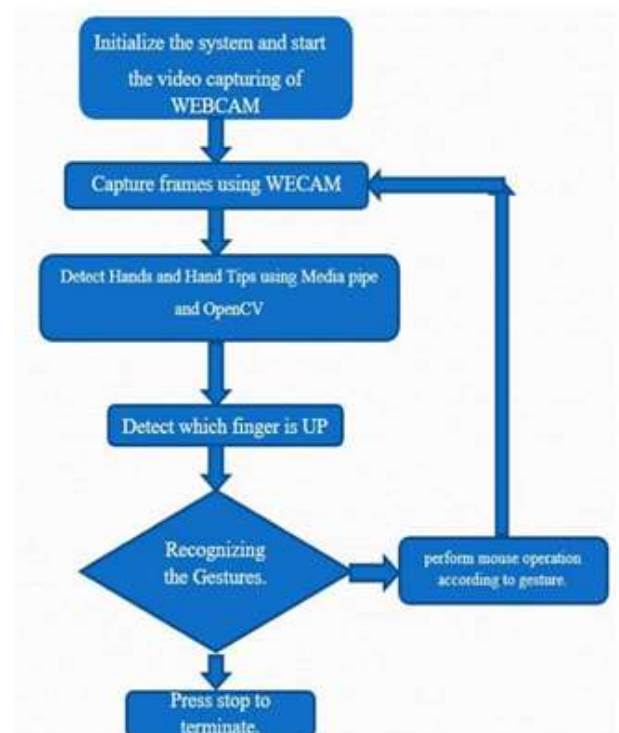 Initialize the system and start
the video capturing of
WEBCAM
Capture frames using WECAM
Detect Hands and Hand Tips using Media pipe
and OpenCV
Detect which finger is UP
Recognizing
the Gestures.
perform mouse operation
according to gesture.
Press stop to
terminate.